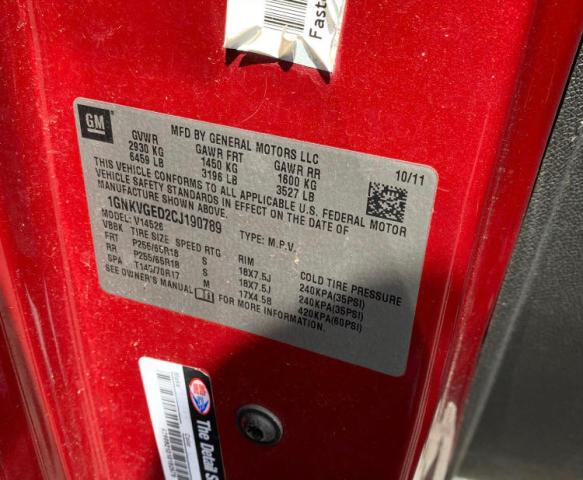 Faste
GM
MFD BY GENERAL MOTORS LLC
GVWR GAWR FRT GAWR RR 10/11
2930 KG 1450 KG 1600 KG
6459 LB 3196 LB 3527 LB
THIS VEHICLE CONFORMS TO ALL APPLICABLE U.S. FEDERAL MOTOR
VEHICLE SAFETY STANDARDS IN EFFECT ON THE DATE OF
MANUFACTURE SHOWN ABOVE.
1GNKVGED2CJ190789 TYPE: M.P.V.
MODEL: V14526
VBBK TIRE SIZE SPEED RTG RIM COLD TIRE PRESSURE
FRT P255/65R18 S 18X7.5J 240KPA(35PSI)
RR P255/65R18 S 18X7.5J 240KPA(35PSI)
SPA T145/70R17 M 17X4.5B 420KPA(60PSI)
SEE OWNER'S MANUAL FOR MORE INFORMATION.
The Detail S